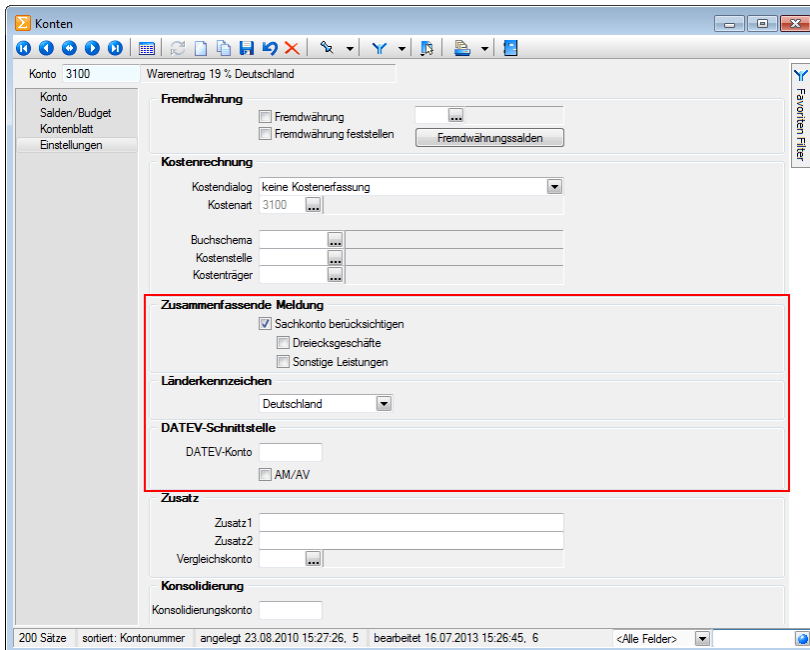 Konten
Konto 3100 Warenertrag 19 % Deutschland
Konto
Salden/Budget
Kontenblatt
Einstellungen
Fremdwährung
Fremdwährung ...
Fremdwährung feststellen Fremdwährungssalden
Kostenrechnung
Kostendialog keine Kostenerfassung
Kostenart 3100 ...
Buchschema ...
Kostenstelle ...
Kostenträger ...
Zusammenfassende Meldung
Sachkonto berücksichtigen
Dreiecksgeschäfte
Sonstige Leistungen
Länderkennzeichen
Deutschland
DATEV-Schnittstelle
DATEV-Konto
AM/AV
Zusatz
Zusatz1
Zusatz2
Vergleichskonto ...
Konsolidierung
Konsolidierungskonto
Favoriten Filter
200 Sätze sortiert: Kontonummer angelegt 23.08.2010 15:27:26, 5 bearbeitet 16.07.2013 15:26:45, 6 <Alle Felder>